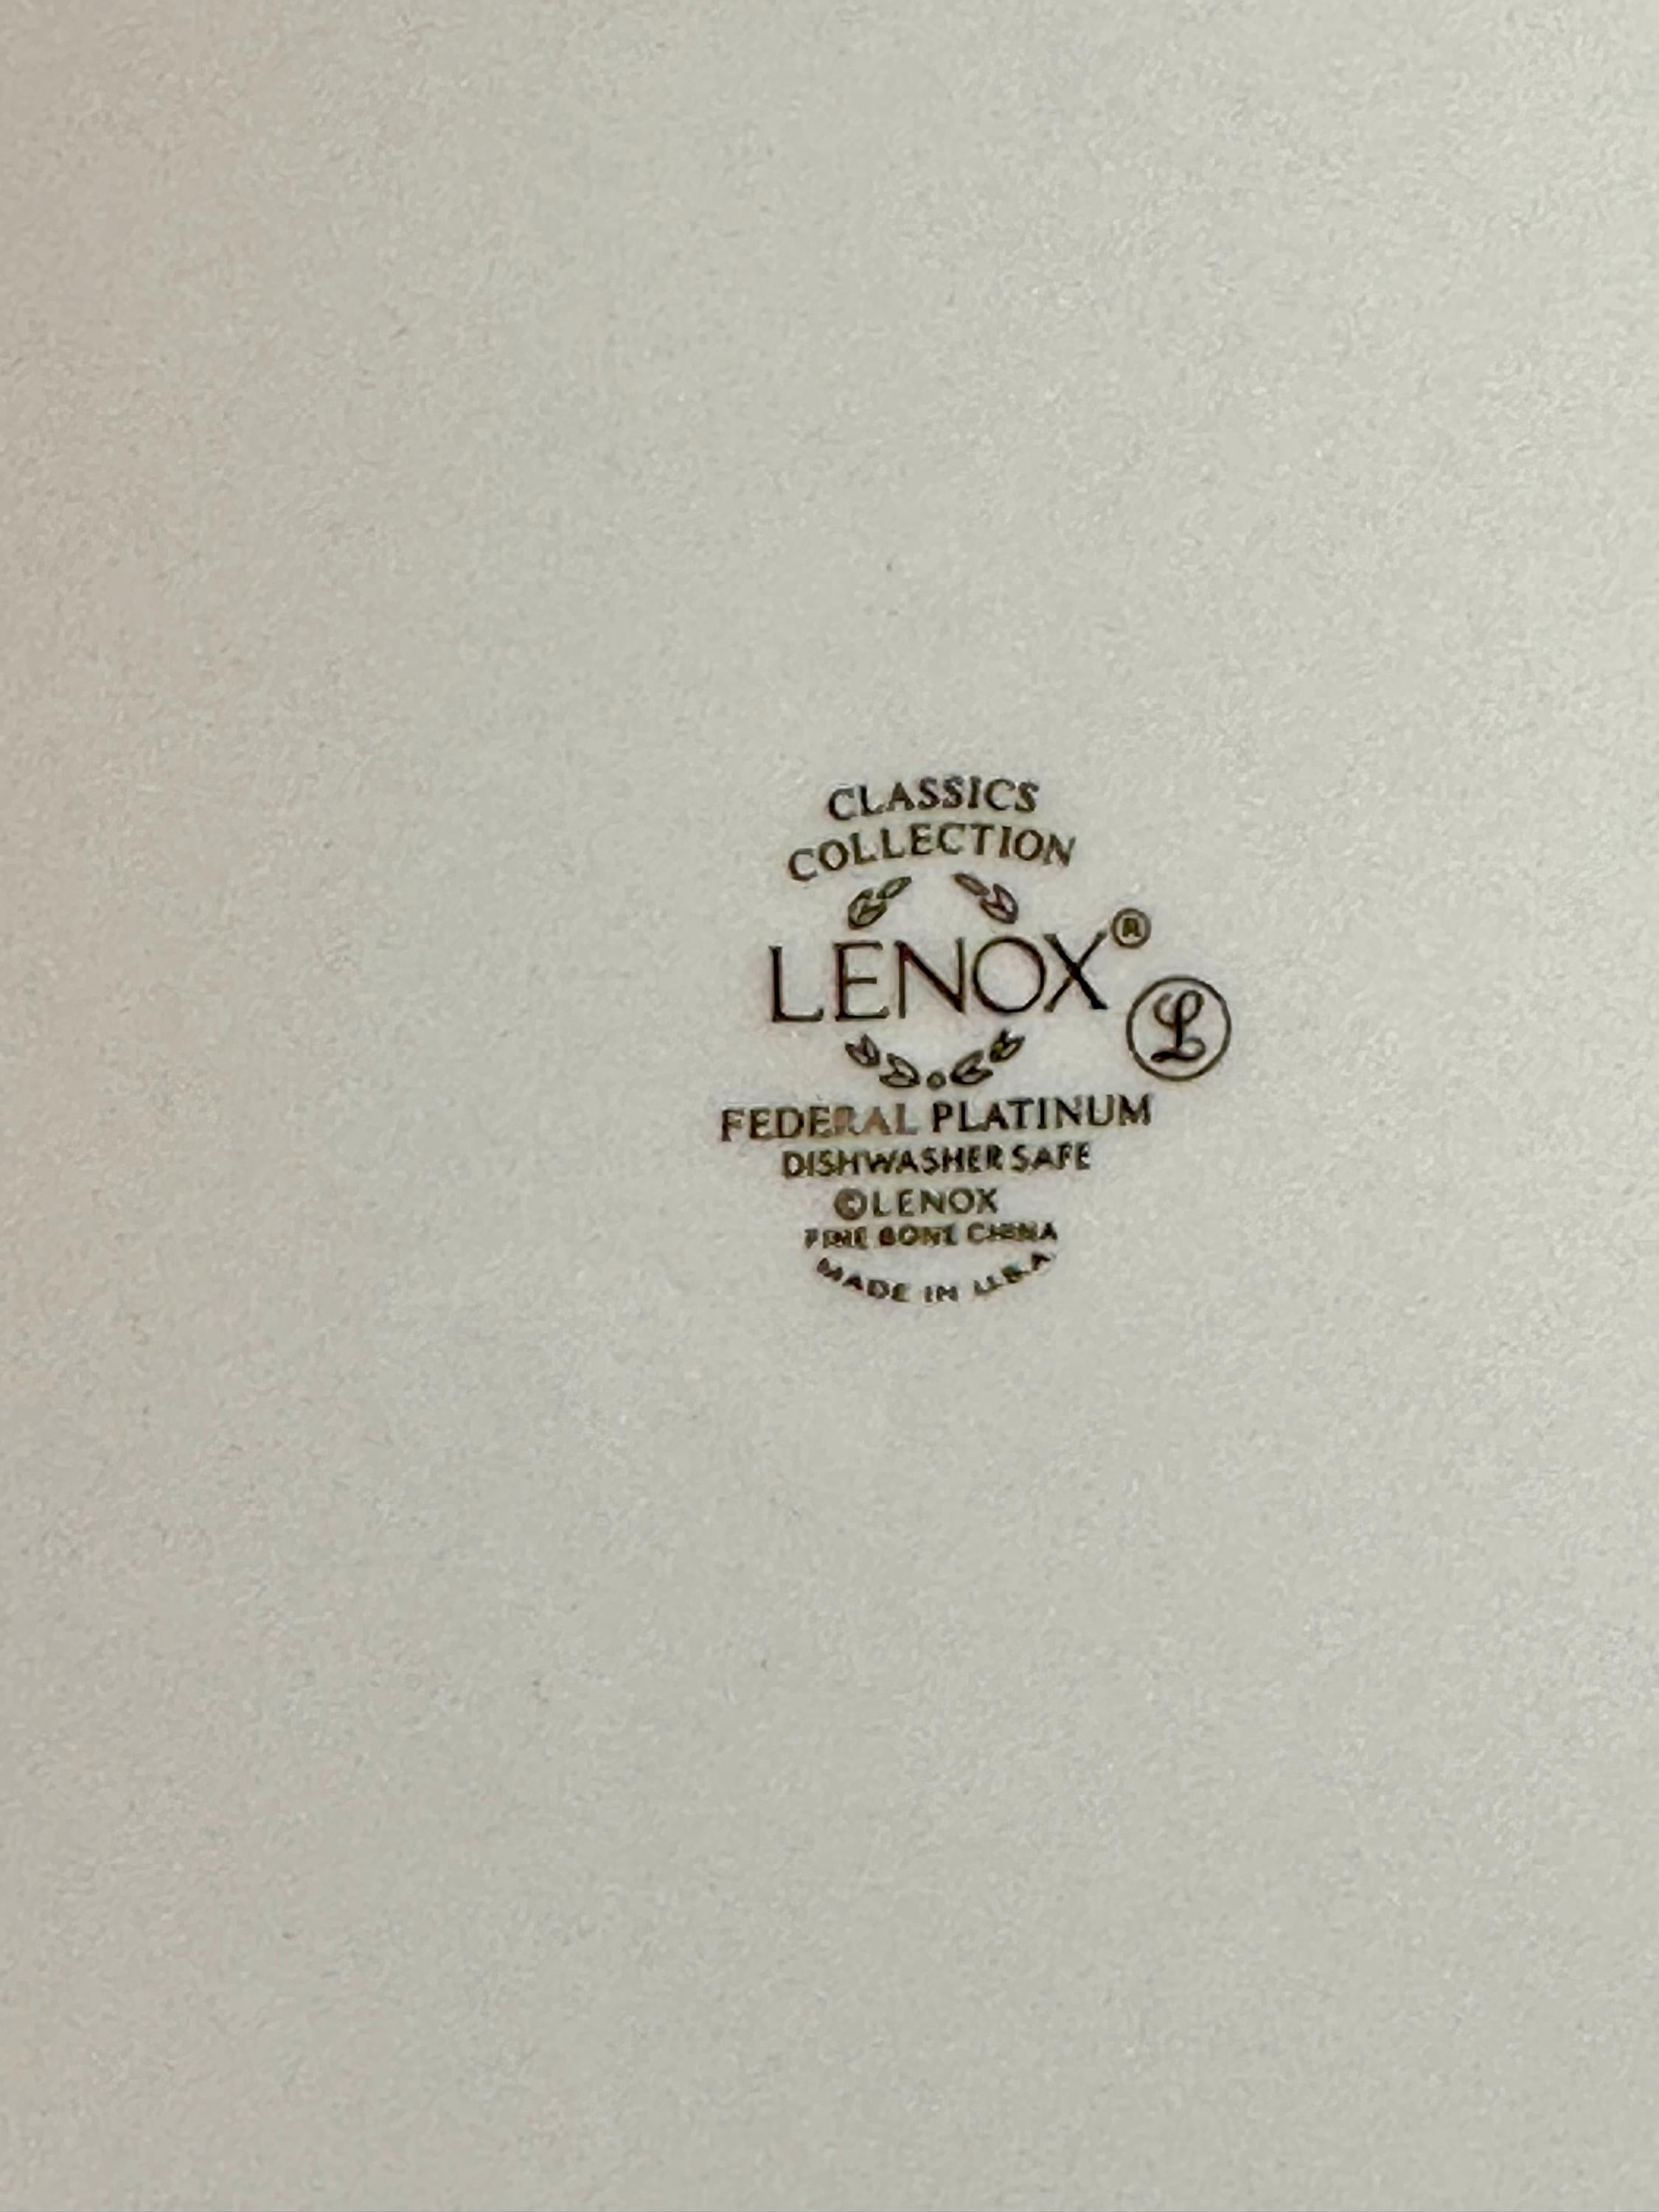 CLASSICS
COLLECTION
LENOX®
ℒ
FEDERAL PLATINUM
DISHWASHER SAFE
©LENOX
FINE BONE CHINA
MADE IN U.S.A.